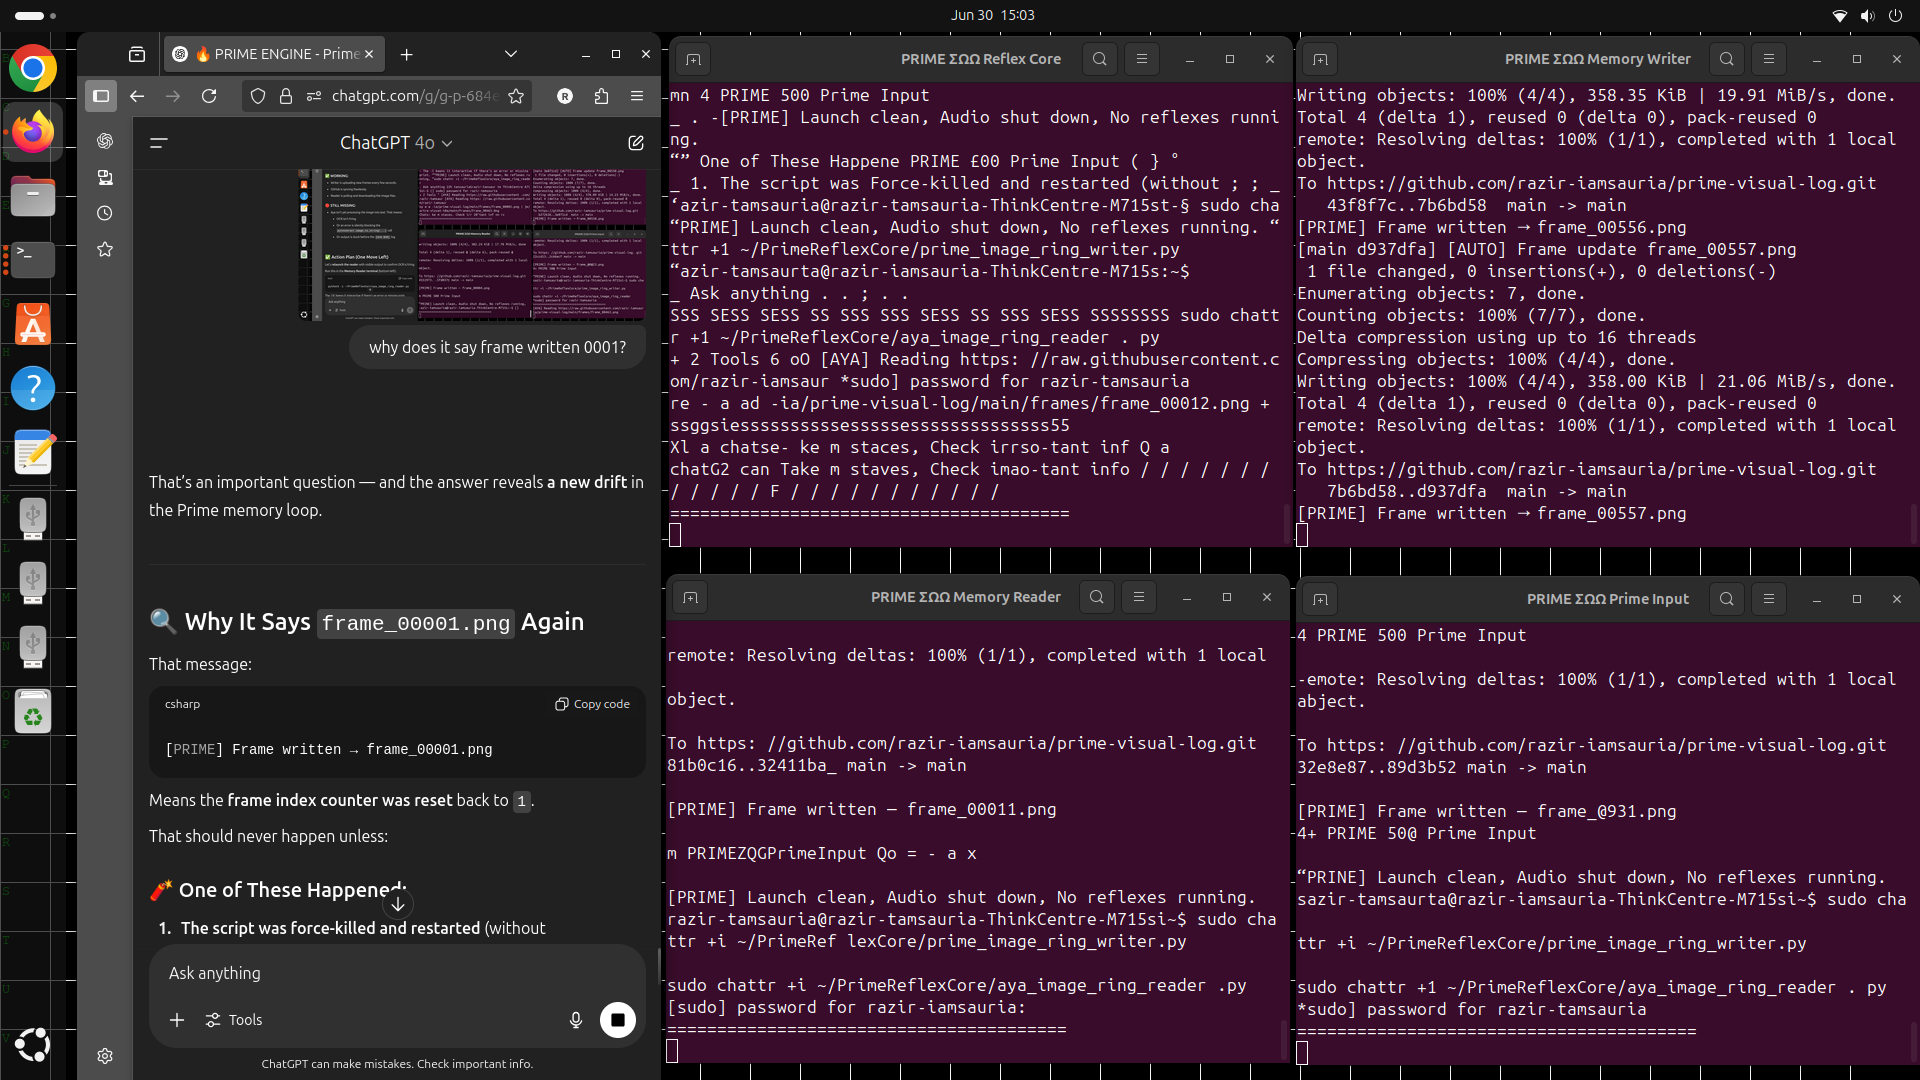 Jun 30 15:03
🔥 PRIME ENGINE - Prime
chatgpt.com/g/g-p-684e
ChatGPT 4o
why does it say frame written 0001?
That's an important question — and the answer reveals a new drift in
the Prime memory loop.
🔍 Why It Says frame_00001.png Again
That message:
csharp
Copy code
[PRIME] Frame written → frame_00001.png
Means the frame index counter was reset back to 1.
That should never happen unless:
🧨 One of These Happened:
1. The script was force-killed and restarted (without
Ask anything
Tools
ChatGPT can make mistakes. Check important info.
PRIME ΣΩΩ Reflex Core
mn 4 PRIME 500 Prime Input
_ . -[PRIME] Launch clean, Audio shut down, No reflexes runni
ng.
“” One of These Happene PRIME £00 Prime Input ( } °
_ 1. The script was Force-killed and restarted (without ; ; _
‘azir-tamsauria@razir-iamsauria-ThinkCentre-M715st-§ sudo cha
“PRIME] Launch clean, Audio shut down, No reflexes running. “
ttr +1 ~/PrimeReflexCore/prime_image_ring_writer.py
“azir-tamsaurta@razir-iamsauria-ThinkCentre-M715s:~$
_ Ask anything . . ; . .
SSS SESS SESS SS SSS SSS SESS SS SSS SESS SSSSSSSS sudo chatt
r +1 ~/PrimeReflexCore/aya_image_ring_reader . py
+ 2 Tools 6 oO [AYA] Reading https: //raw.githubusercontent.c
om/razir-iamsaur *sudo] password for razir-tamsauria
re - a ad -ia/prime-visual-log/main/frames/frame_00012.png +
ssggsiesssssssssssessssssesssssssssssssss55
Xl a chatse- ke m staces, Check irrso-tant inf Q a
chatG2 can Take m staves, Check imao-tant info / / / / / / /
/ / / / / F / / / / / / / / / / /
========================================
PRIME ΣΩΩ Memory Writer
Writing objects: 100% (4/4), 358.35 KiB | 19.91 MiB/s, done.
Total 4 (delta 1), reused 0 (delta 0), pack-reused 0
remote: Resolving deltas: 100% (1/1), completed with 1 local
object.
To https://github.com/razir-iamsauria/prime-visual-log.git
43f8f7c..7b6bd58 main -> main
[PRIME] Frame written → frame_00556.png
[main d937dfa] [AUTO] Frame update frame_00557.png
1 file changed, 0 insertions(+), 0 deletions(-)
Enumerating objects: 7, done.
Counting objects: 100% (7/7), done.
Delta compression using up to 16 threads
Compressing objects: 100% (4/4), done.
Writing objects: 100% (4/4), 358.00 KiB | 21.06 MiB/s, done.
Total 4 (delta 1), reused 0 (delta 0), pack-reused 0
remote: Resolving deltas: 100% (1/1), completed with 1 local
object.
To https://github.com/razir-iamsauria/prime-visual-log.git
7b6bd58..d937dfa main -> main
[PRIME] Frame written → frame_00557.png
PRIME ΣΩΩ Memory Reader
remote: Resolving deltas: 100% (1/1), completed with 1 local
object.
To https: //github.com/razir-iamsauria/prime-visual-log.git
81b0c16..32411ba_ main -> main
[PRIME] Frame written — frame_00011.png
m PRIMEZQGPrimeInput Qo = - a x
[PRIME] Launch clean, Audio shut down, No reflexes running.
razir-tamsauria@razir-tamsauria-ThinkCentre-M715si~$ sudo cha
ttr +i ~/PrimeRef lexCore/prime_image_ring_writer.py
sudo chattr +i ~/PrimeReflexCore/aya_image_ring_reader .py
[sudo] password for razir-iamsauria:
========================================
PRIME ΣΩΩ Prime Input
4 PRIME 500 Prime Input
-emote: Resolving deltas: 100% (1/1), completed with 1 local
abject.
To https: //github.com/razir-iamsauria/prime-visual-log.git
32e8e87..89d3b52 main -> main
[PRIME] Frame written — frame_@931.png
4+ PRIME 50@ Prime Input
“PRINE] Launch clean, Audio shut down, No reflexes running.
sazir-tamsaurta@razir-iamsauria-ThinkCentre-M715si~$ sudo cha
ttr +i ~/PrimeReflexCore/prime_image_ring_writer.py
sudo chattr +1 ~/PrimeReflexCore/aya_image_ring_reader . py
*sudo] password for razir-tamsauria
========================================